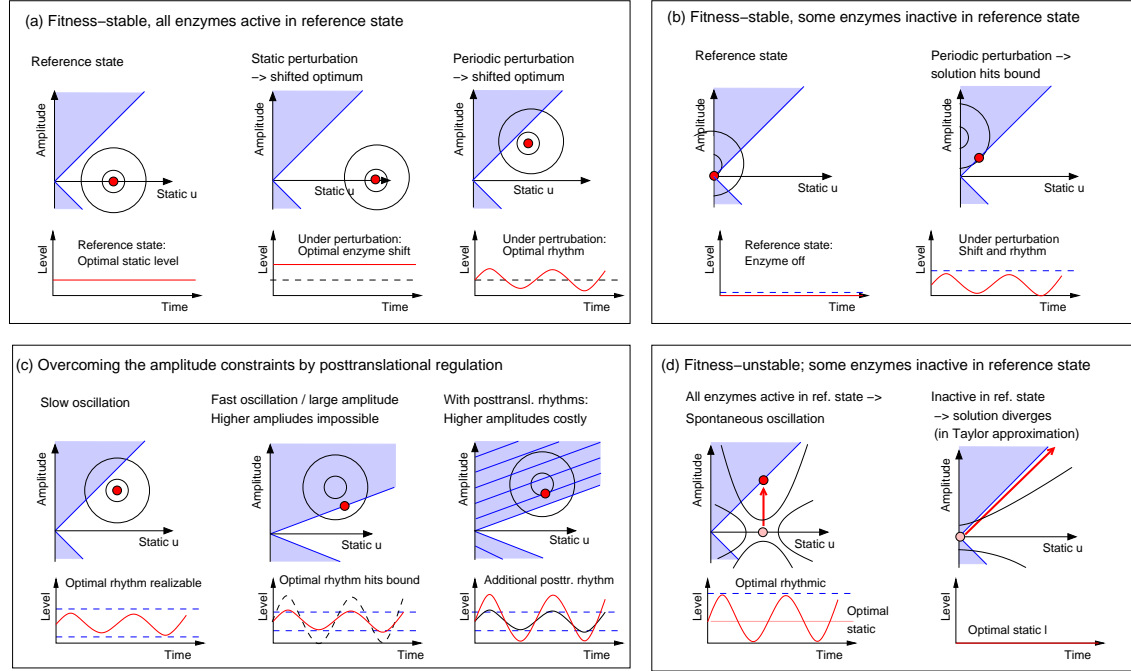 (a) Fitness−stable, all enzymes active in reference state
Reference state
Amplitude
Static u
Level
Reference state:
Optimal static level
Time
Static perturbation
−> shifted optimum
Amplitude
Static u
Level
Under perturbation:
Optimal enzyme shift
Time
Periodic perturbation
−> shifted optimum
Amplitude
Static u
Level
Under pertrubation:
Optimal rhythm
Time
(b) Fitness−stable, some enzymes inactive in reference state
Reference state
Amplitude
Static u
Level
Reference state:
Enzyme off
Time
Periodic perturbation −>
solution hits bound
Amplitude
Static u
Level
Under perturbation
Shift and rhythm
Time
(c) Overcoming the amplitude constraints by posttranslational regulation
Slow oscillation
Amplitude
Static u
Level
Optimal rhythm realizable
Time
Fast oscillation / large amplitude
Higher ampliudes impossible
Amplitude
Static u
Level
Optimal rhythm hits bound
Time
With posttransl. rhythms:
Higher amplitudes costly
Amplitude
Static u
Level
Additional posttr. rhythm
Time
(d) Fitness−unstable; some enzymes inactive in reference state
All enzymes active in ref. state −>
Spontaneous oscillation
Amplitude
Static u
Level
Optimal rhythmic
Optimal
static
Time
Inactive in ref. state
−> solution diverges
(in Taylor approximation)
Amplitude
Static u
Level
Optimal static l
Time